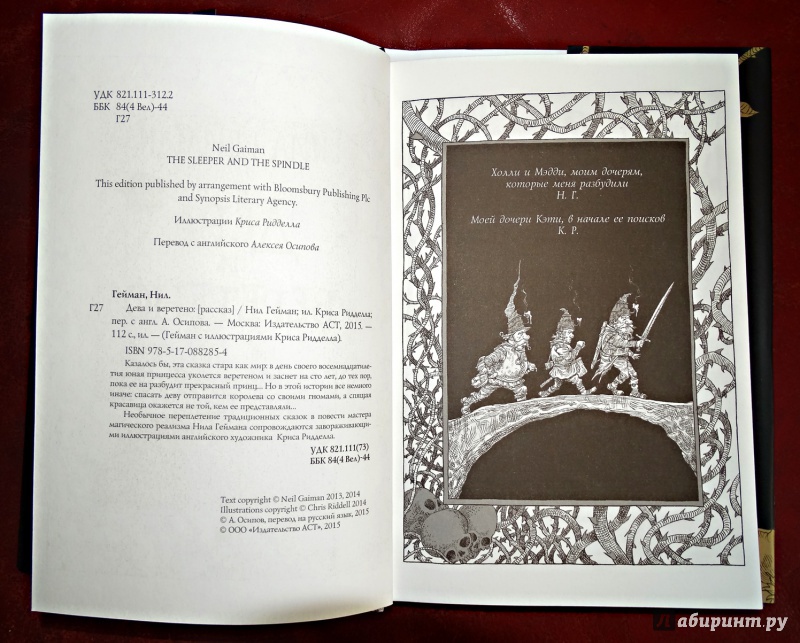 УДК 821.111-312.2
ББК 84(4 Вел)-44
Г27
Neil Gaiman
THE SLEEPER AND THE SPINDLE
This edition published by arrangement with Bloomsbury Publishing Plc
and Synopsis Literary Agency.
Иллюстрации Криса Ридделла
Перевод с английского Алексея Осипова
Гейман, Нил.
Г27 Дева и веретено: [рассказ] / Нил Гейман; ил. Криса Ридделла;
пер. с англ. А. Осипова. — Москва: Издательство АСТ, 2015. —
112 с., ил. — (Гейман с иллюстрациями Криса Ридделла).
ISBN 978-5-17-088285-4
Казалось бы, эта сказка стара как мир в день своего восемнадцатиле-
тия юная принцесса уколется веретеном и заснет на сто лет, до тех пор,
пока ее на разбудит прекрасный принц... Но в этой истории все немного
иначе: спасать деву отправится королева со своими гномами, а спящая
красавица окажется не той, кем ее представляли...
Необычное переплетение традиционных сказок в повести мастера
магического реализма Нила Геймана сопровождаются завораживающи-
ми иллюстрациями английского художника Криса Ридделла.
УДК 821.111(73)
ББК 84(4 Вел)-44
Text copyright © Neil Gaiman 2013, 2014
Illustrations copyright © Chris Riddell 2014
© А. Осипов, перевод на русский язык, 2015
© ООО «Издательство АСТ», 2015
Холли и Мэдди, моим дочерям,
которые меня разбудили
Н. Г.
Моей дочери Кэти, в начале ее поисков
К. Р.
Лабиринт.ру